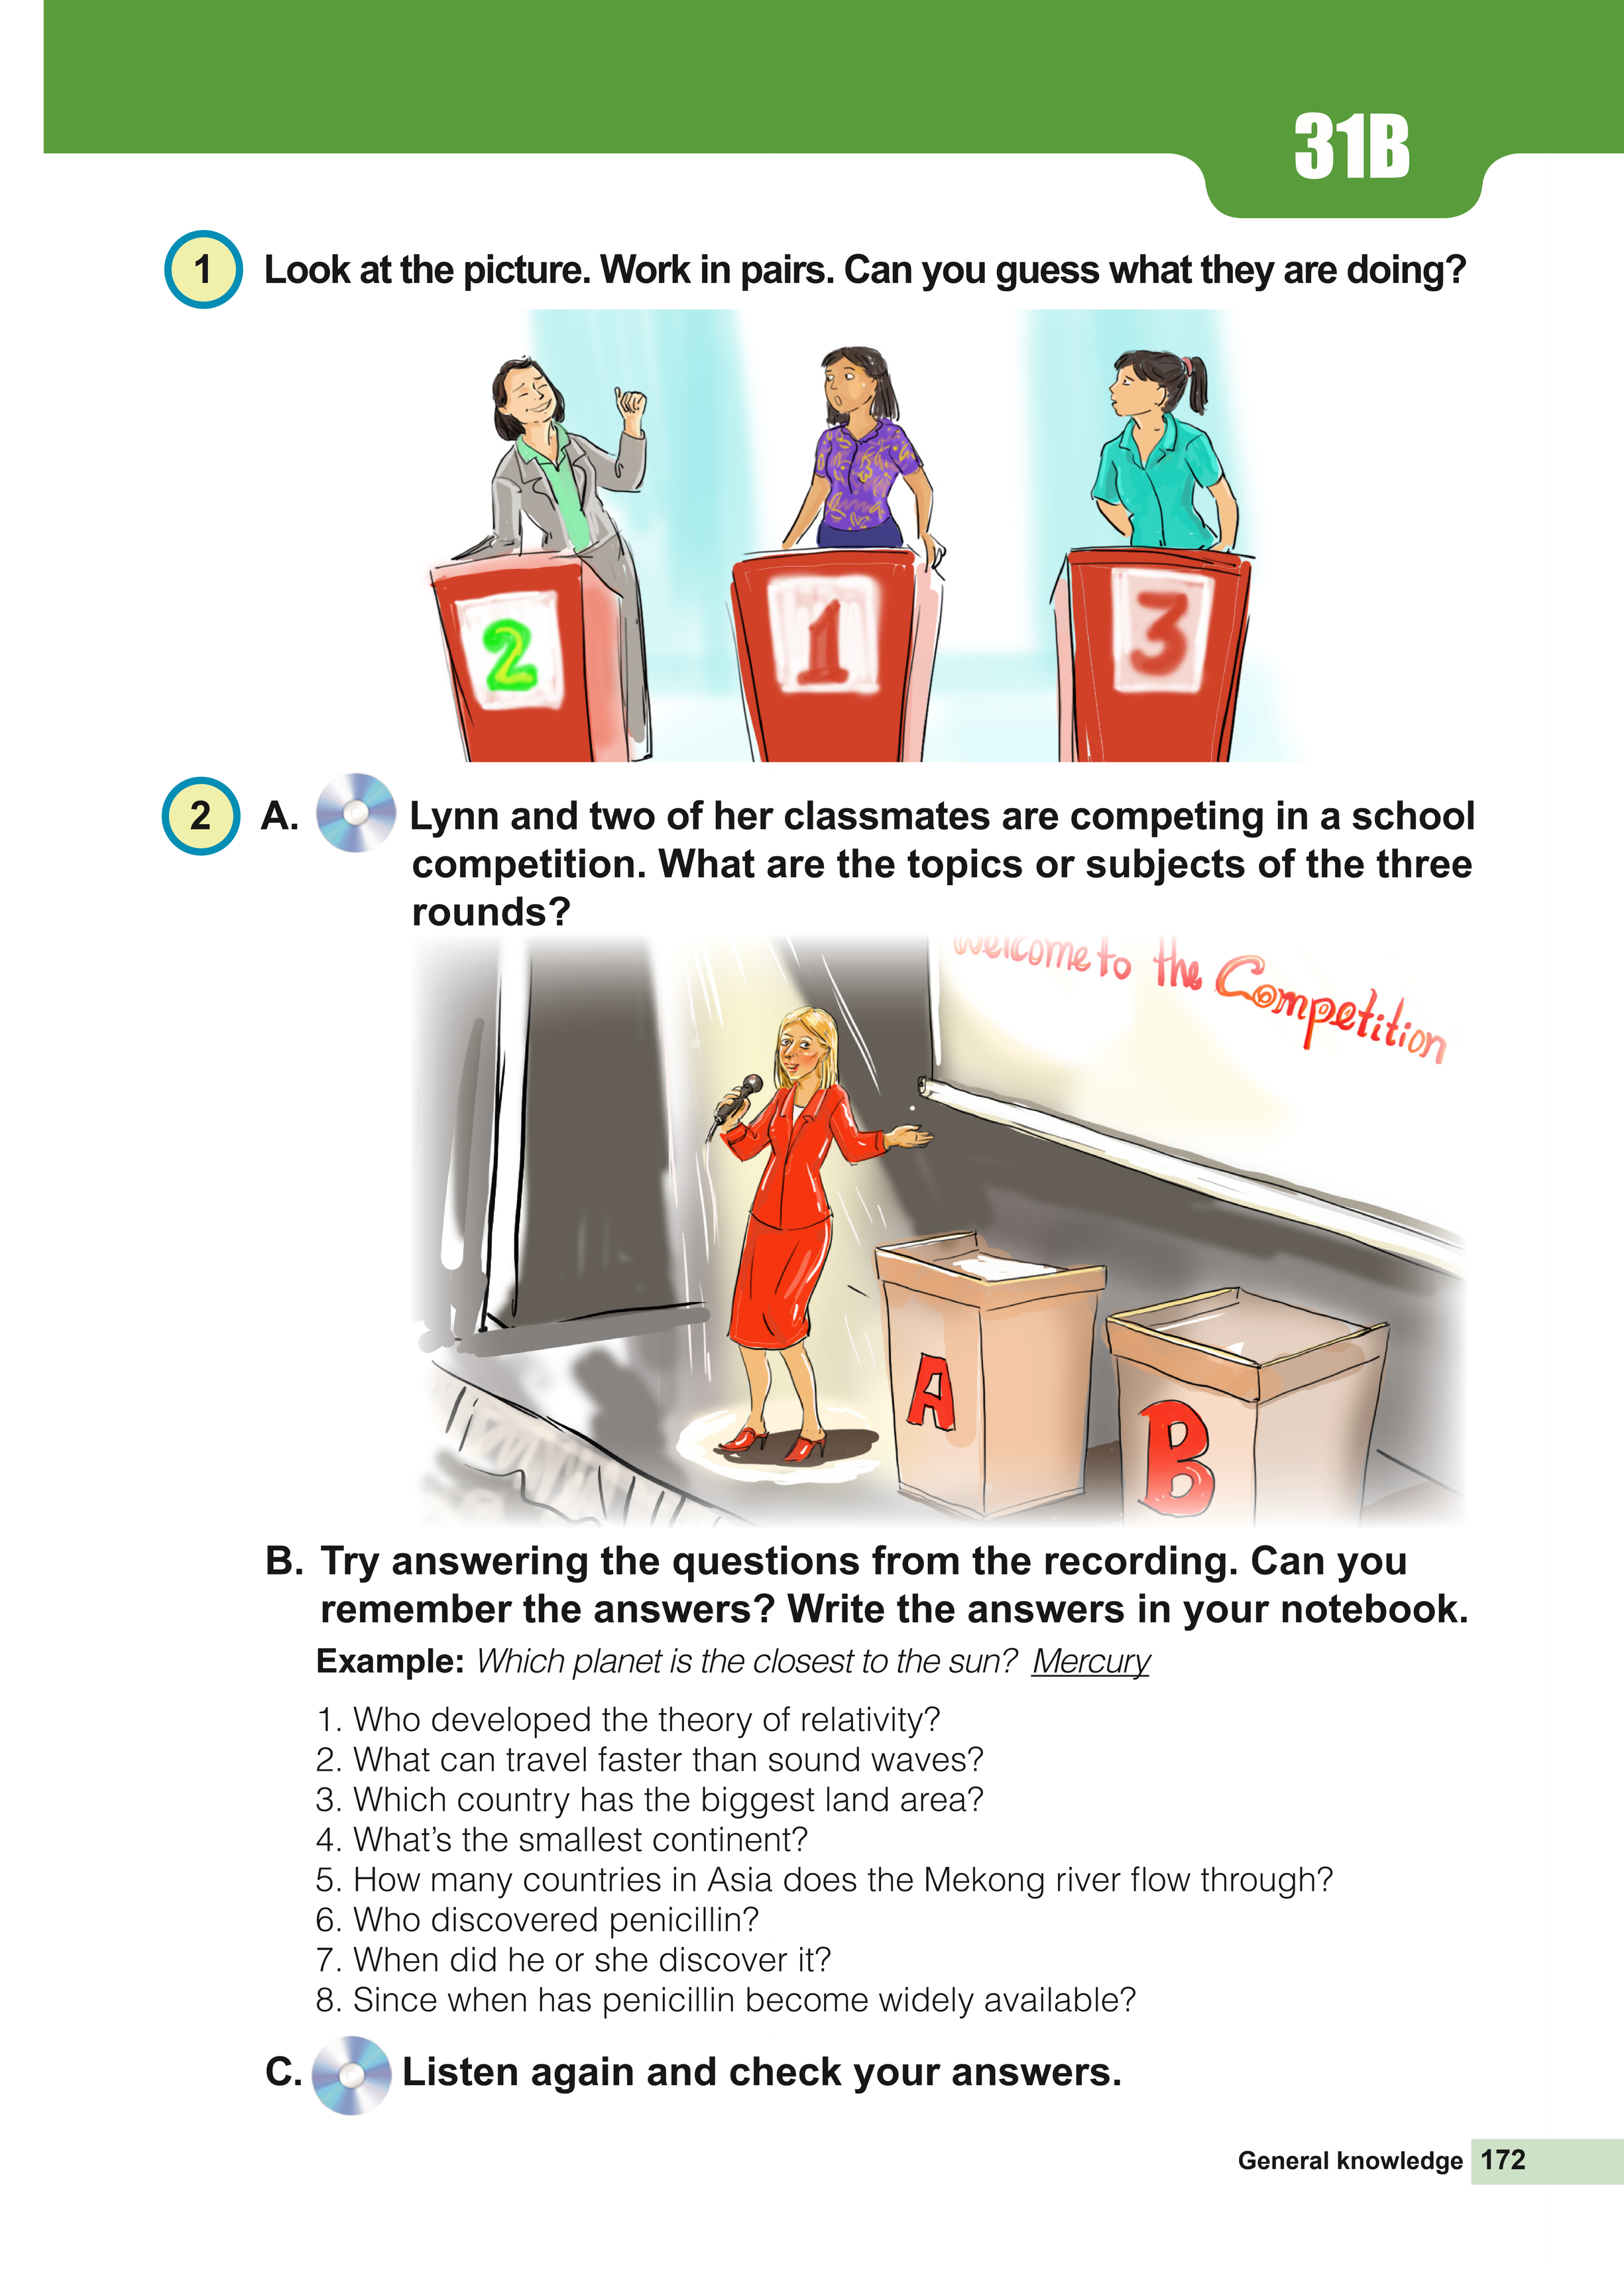 31B
1 Look at the picture. Work in pairs. Can you guess what they are doing?
2 1 3
2 A. Lynn and two of her classmates are competing in a school
competition. What are the topics or subjects of the three
rounds?
Welcome to the Competition
A
B
B. Try answering the questions from the recording. Can you
remember the answers? Write the answers in your notebook.
Example: Which planet is the closest to the sun? Mercury
1. Who developed the theory of relativity?
2. What can travel faster than sound waves?
3. Which country has the biggest land area?
4. What’s the smallest continent?
5. How many countries in Asia does the Mekong river flow through?
6. Who discovered penicillin?
7. When did he or she discover it?
8. Since when has penicillin become widely available?
C. Listen again and check your answers.
General knowledge 172